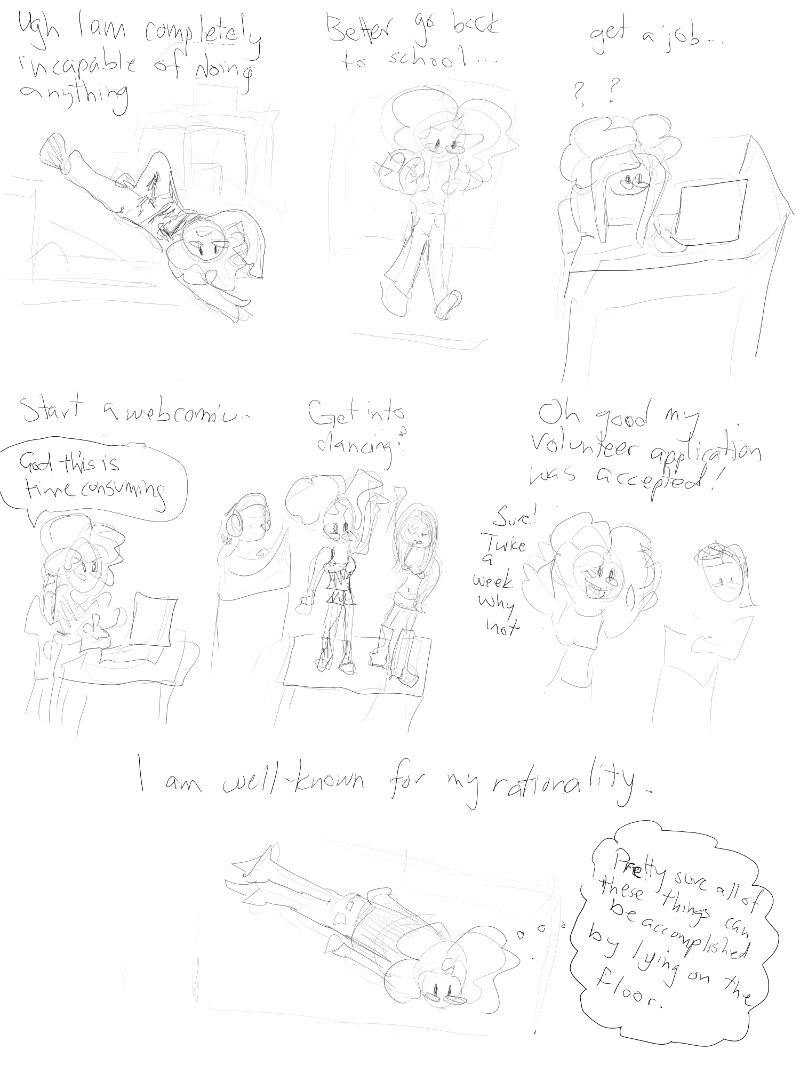 Ugh I am completely
incapable of doing
anything
Better go back
to school...
get a job...
? ?
Start a webcomic...
God this is
time consuming
Get into
dancing?
Oh good my
volunteer application
was accepted!
Sure!
Twice
a
week
why
not
I am well-known for my rationality.
Pretty sure all of
these things can
be accomplished
by lying on the
floor.